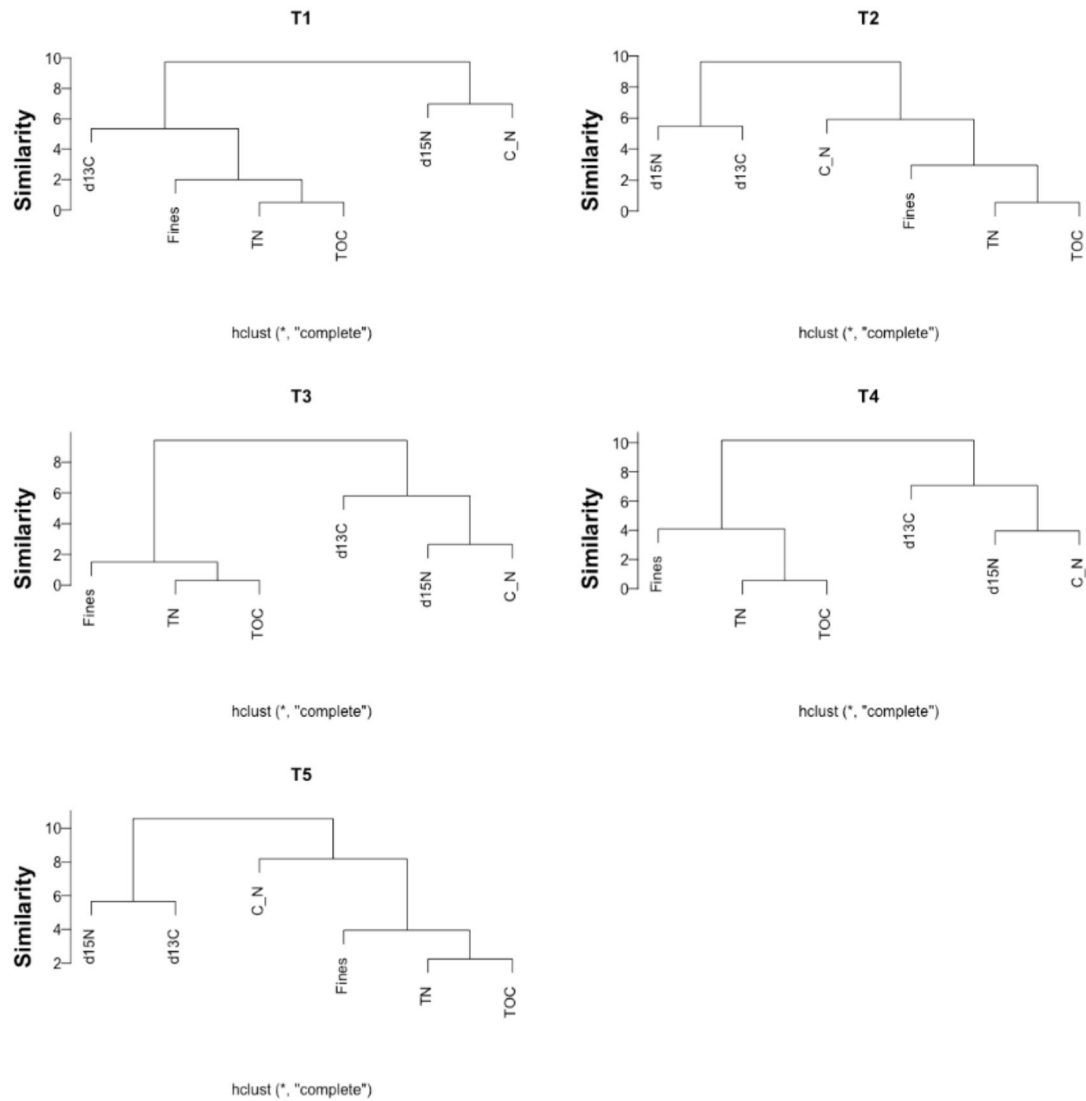 T1
Similarity
10
8
6
4
2
0
d13C
Fines
TN
TOC
d15N
C_N
hclust (*, "complete")
T2
Similarity
10
8
6
4
2
0
d15N
d13C
C_N
Fines
TN
TOC
hclust (*, "complete")
T3
Similarity
8
6
4
2
0
Fines
TN
TOC
d13C
d15N
C_N
hclust (*, "complete")
T4
Similarity
10
8
6
4
2
0
Fines
TN
TOC
d13C
d15N
C_N
hclust (*, "complete")
T5
Similarity
10
8
6
4
2
d15N
d13C
C_N
Fines
TN
TOC
hclust (*, "complete")